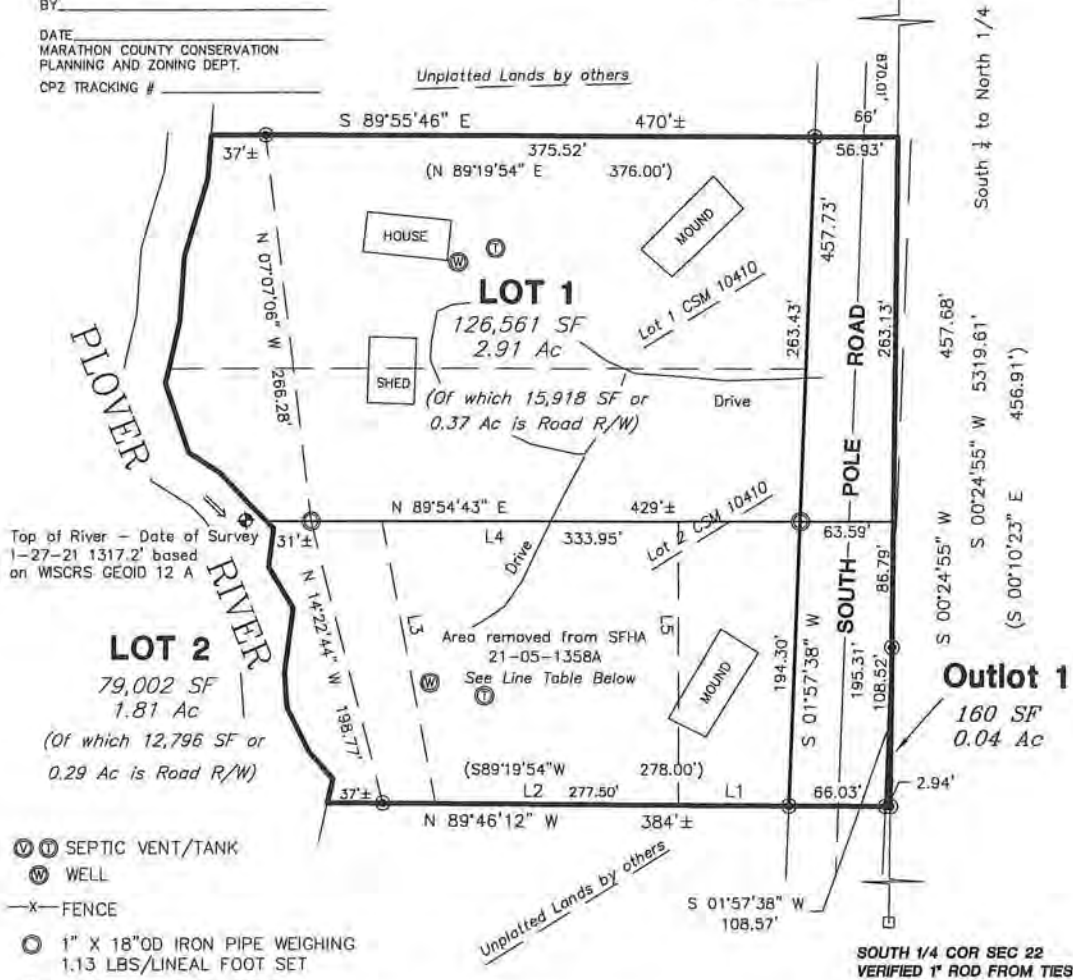 BY
DATE
MARATHON COUNTY CONSERVATION
PLANNING AND ZONING DEPT.
CPZ TRACKING #
Unplatted Lands by others
S 89°55'46" E 470'±
66'
870.01'
37'±
375.52'
56.93'
(N 89°19'54" E 376.00')
South 1/4 to North 1/4
HOUSE
W
T
MOUND
LOT 1
126,561 SF
2.91 Ac
(Of which 15,918 SF or
0.37 Ac is Road R/W)
Lot 1 CSM 10410
N 07°07'06" W 266.28'
SHED
Drive
457.73'
263.43'
263.13'
SOUTH POLE ROAD
457.68'
S 00°24'55" W
S 00°24'55" W 5319.61'
(S 00°10'23" E 456.91')
PLOVER
RIVER
Top of River – Date of Survey
1-27-21 1317.2' based
on WISCRS GEOID 12 A
N 89°54'43" E 429'±
31'±
L4
333.95'
63.59'
Lot 2 CSM 10410
Drive
86.79'
N 14°22'44" W 198.77'
L3
L5
Area removed from SFHA
21-05-1358A
See Line Table Below
W
T
MOUND
194.30'
S 01°57'38" W
195.31'
108.52'
LOT 2
79,002 SF
1.81 Ac
(Of which 12,796 SF or
0.29 Ac is Road R/W)
Outlot 1
160 SF
0.04 Ac
(S89°19'54"W 278.00')
37'±
L2
277.50'
L1
66.03'
2.94'
N 89°46'12" W 384'±
Unplatted Lands by others
S 01°57'38" W
108.57'
V T SEPTIC VENT/TANK
W WELL
—X— FENCE
1" X 18"OD IRON PIPE WEIGHING
1.13 LBS/LINEAL FOOT SET
SOUTH 1/4 COR SEC 22
VERIFIED 1" ROD FROM TIES